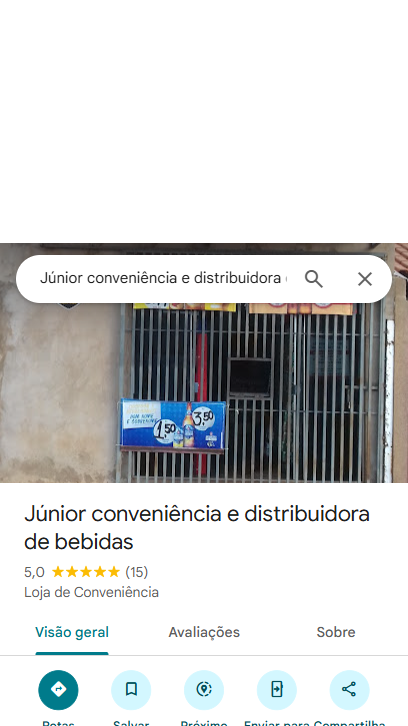 Júnior conveniência e distribuidora
1,50
3,50
Júnior conveniência e distribuidora
de bebidas
5,0 (15)
Loja de Conveniência
Visão geral Avaliações Sobre
Rotas Salvar Próximo Enviar para Compartilha